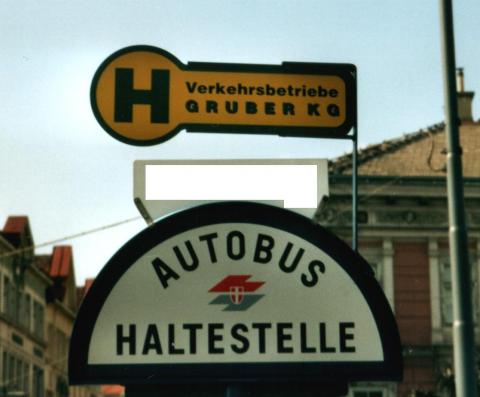 H
Verkehrsbetriebe
GRUBER KG
AUTOBUS
HALTESTELLE